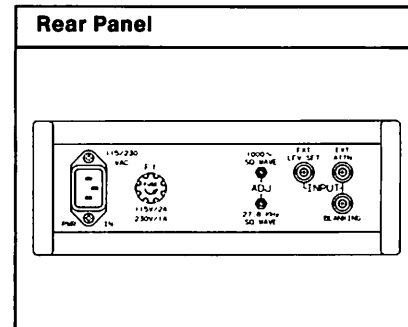 Rear Panel
115/230
VAC
F1
FUSE
115V/2A
230V/1A
PWR IN
1000~
SQ WAVE
ADJ
27.8 MHz
SQ WAVE
EXT
LEV SET
EXT
ATTN
INPUT
BLANKING